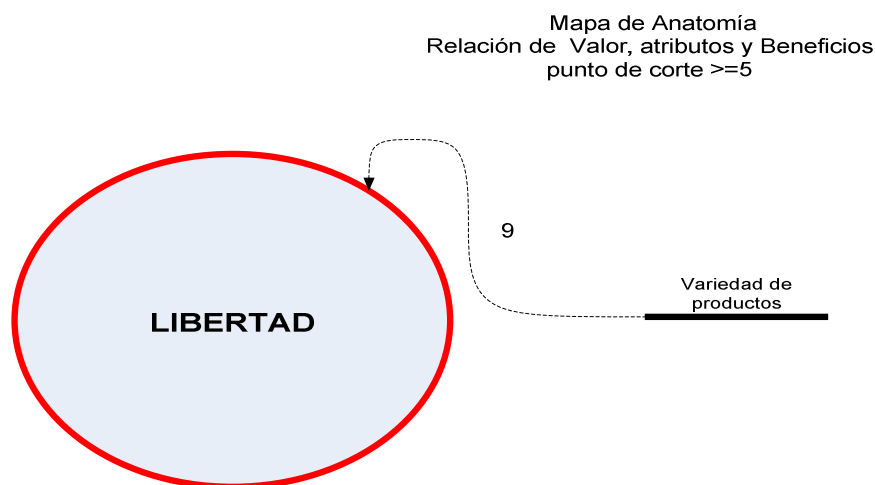 Mapa de Anatomía
Relación de Valor, atributos y Beneficios
punto de corte >=5
9
Variedad de
productos
LIBERTAD